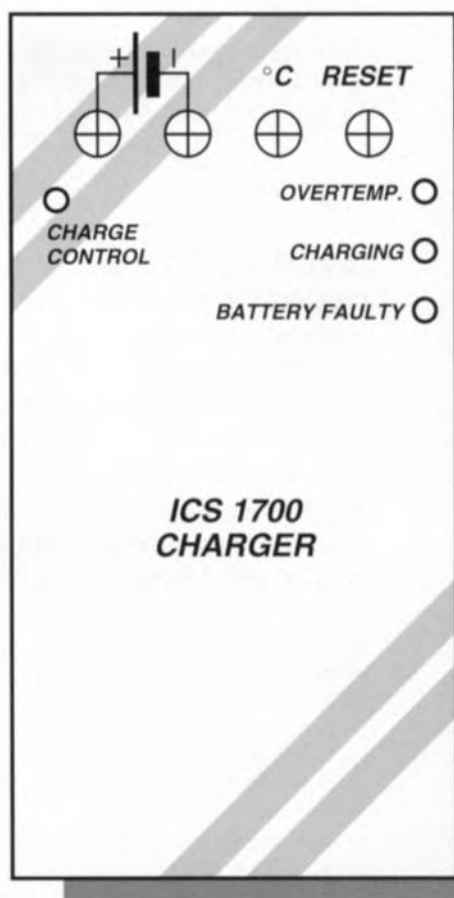 + −
°C RESET
OVERTEMP.
CHARGE
CONTROL
CHARGING
BATTERY FAULTY
ICS 1700
CHARGER